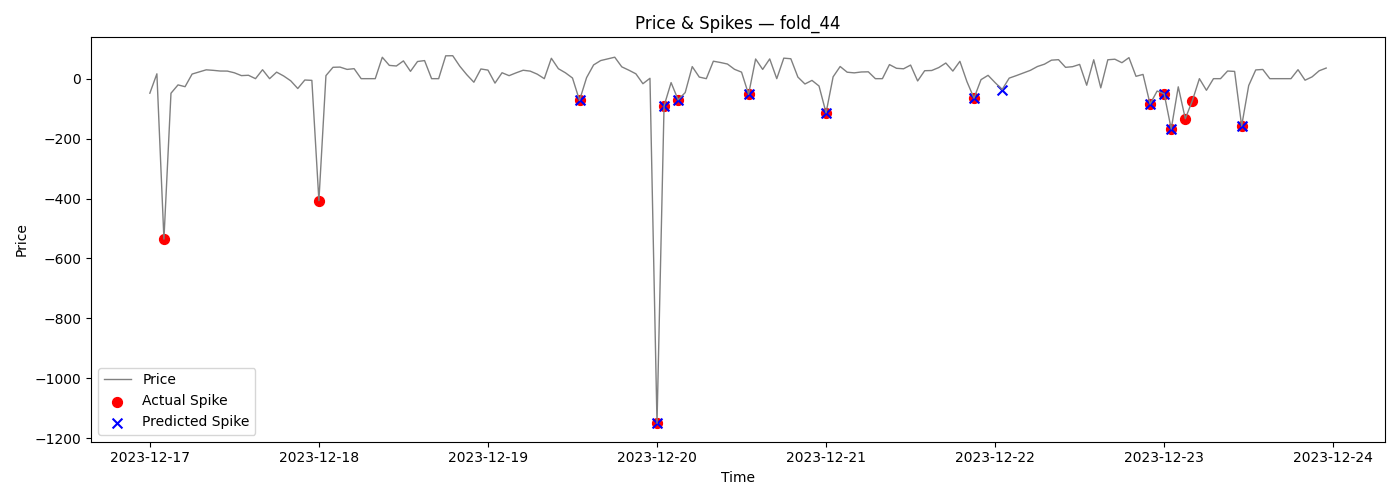 Price & Spikes — fold_44
Price
0
−200
−400
−600
−800
−1000
−1200
Price
Actual Spike
Predicted Spike
2023-12-17 2023-12-18 2023-12-19 2023-12-20 2023-12-21 2023-12-22 2023-12-23 2023-12-24
Time